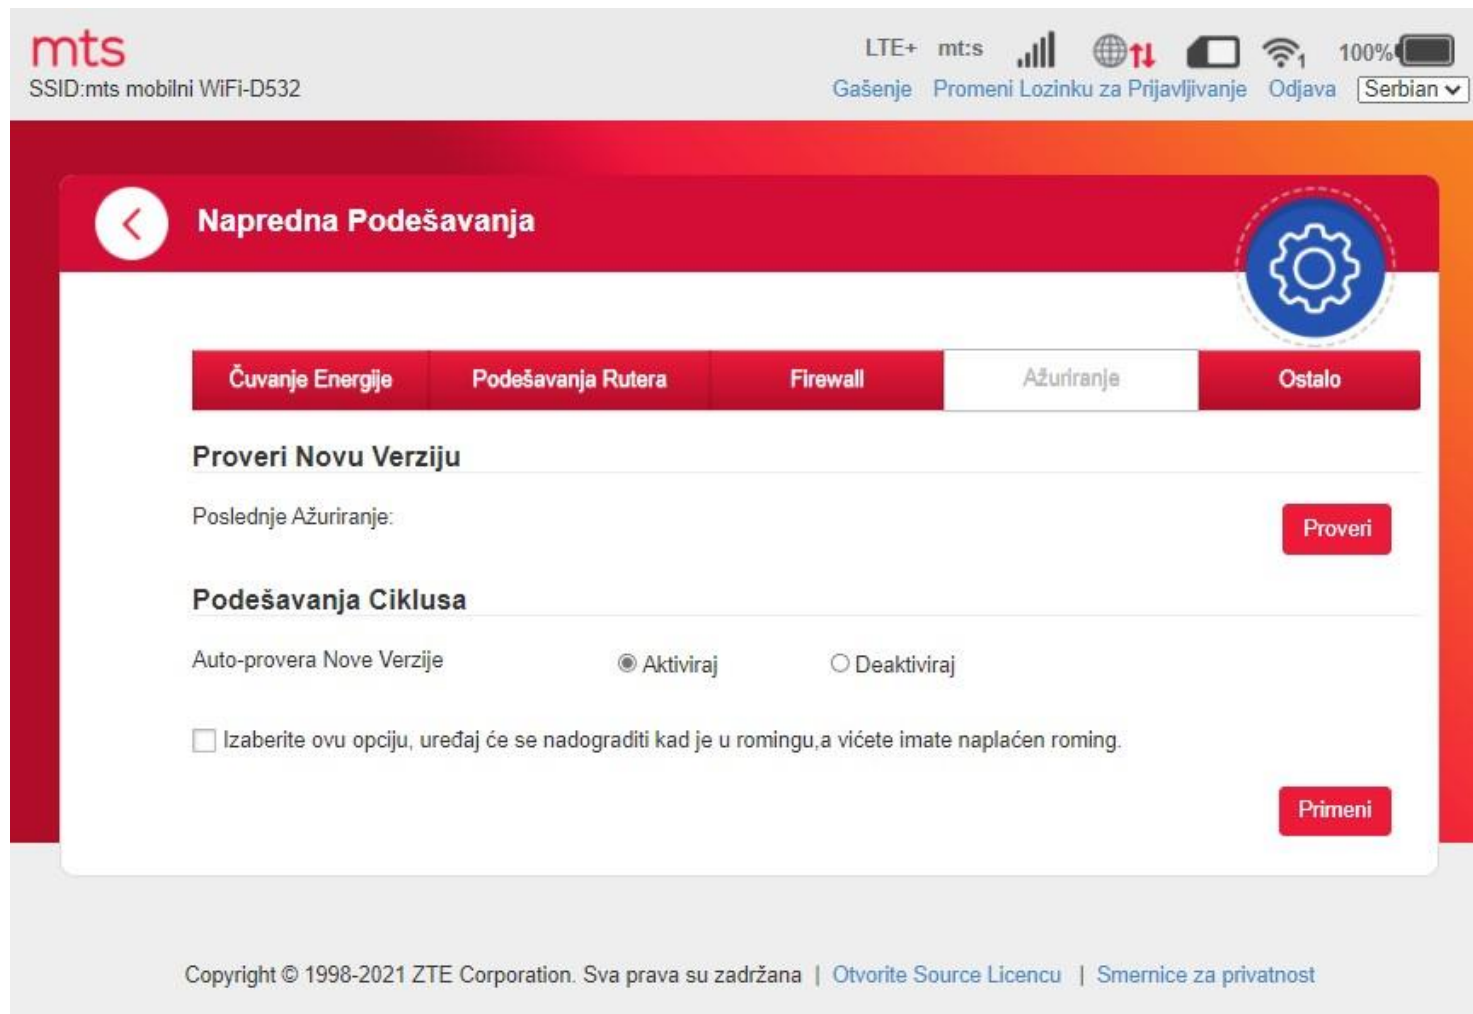 mts
LTE+ mt:s 1 100%
SSID:mts mobilni WiFi-D532
Gašenje Promeni Lozinku za Prijavljivanje Odjava Serbian
Napredna Podešavanja
Čuvanje Energije Podešavanja Rutera Firewall Ažuriranje Ostalo
Proveri Novu Verziju
Poslednje Ažuriranje:
Proveri
Podešavanja Ciklusa
Auto-provera Nove Verzije Aktiviraj Deaktiviraj
Izaberite ovu opciju, uređaj će se nadograditi kad je u romingu,a vićete imate naplaćen roming.
Primeni
Copyright © 1998-2021 ZTE Corporation. Sva prava su zadržana | Otvorite Source Licencu | Smernice za privatnost